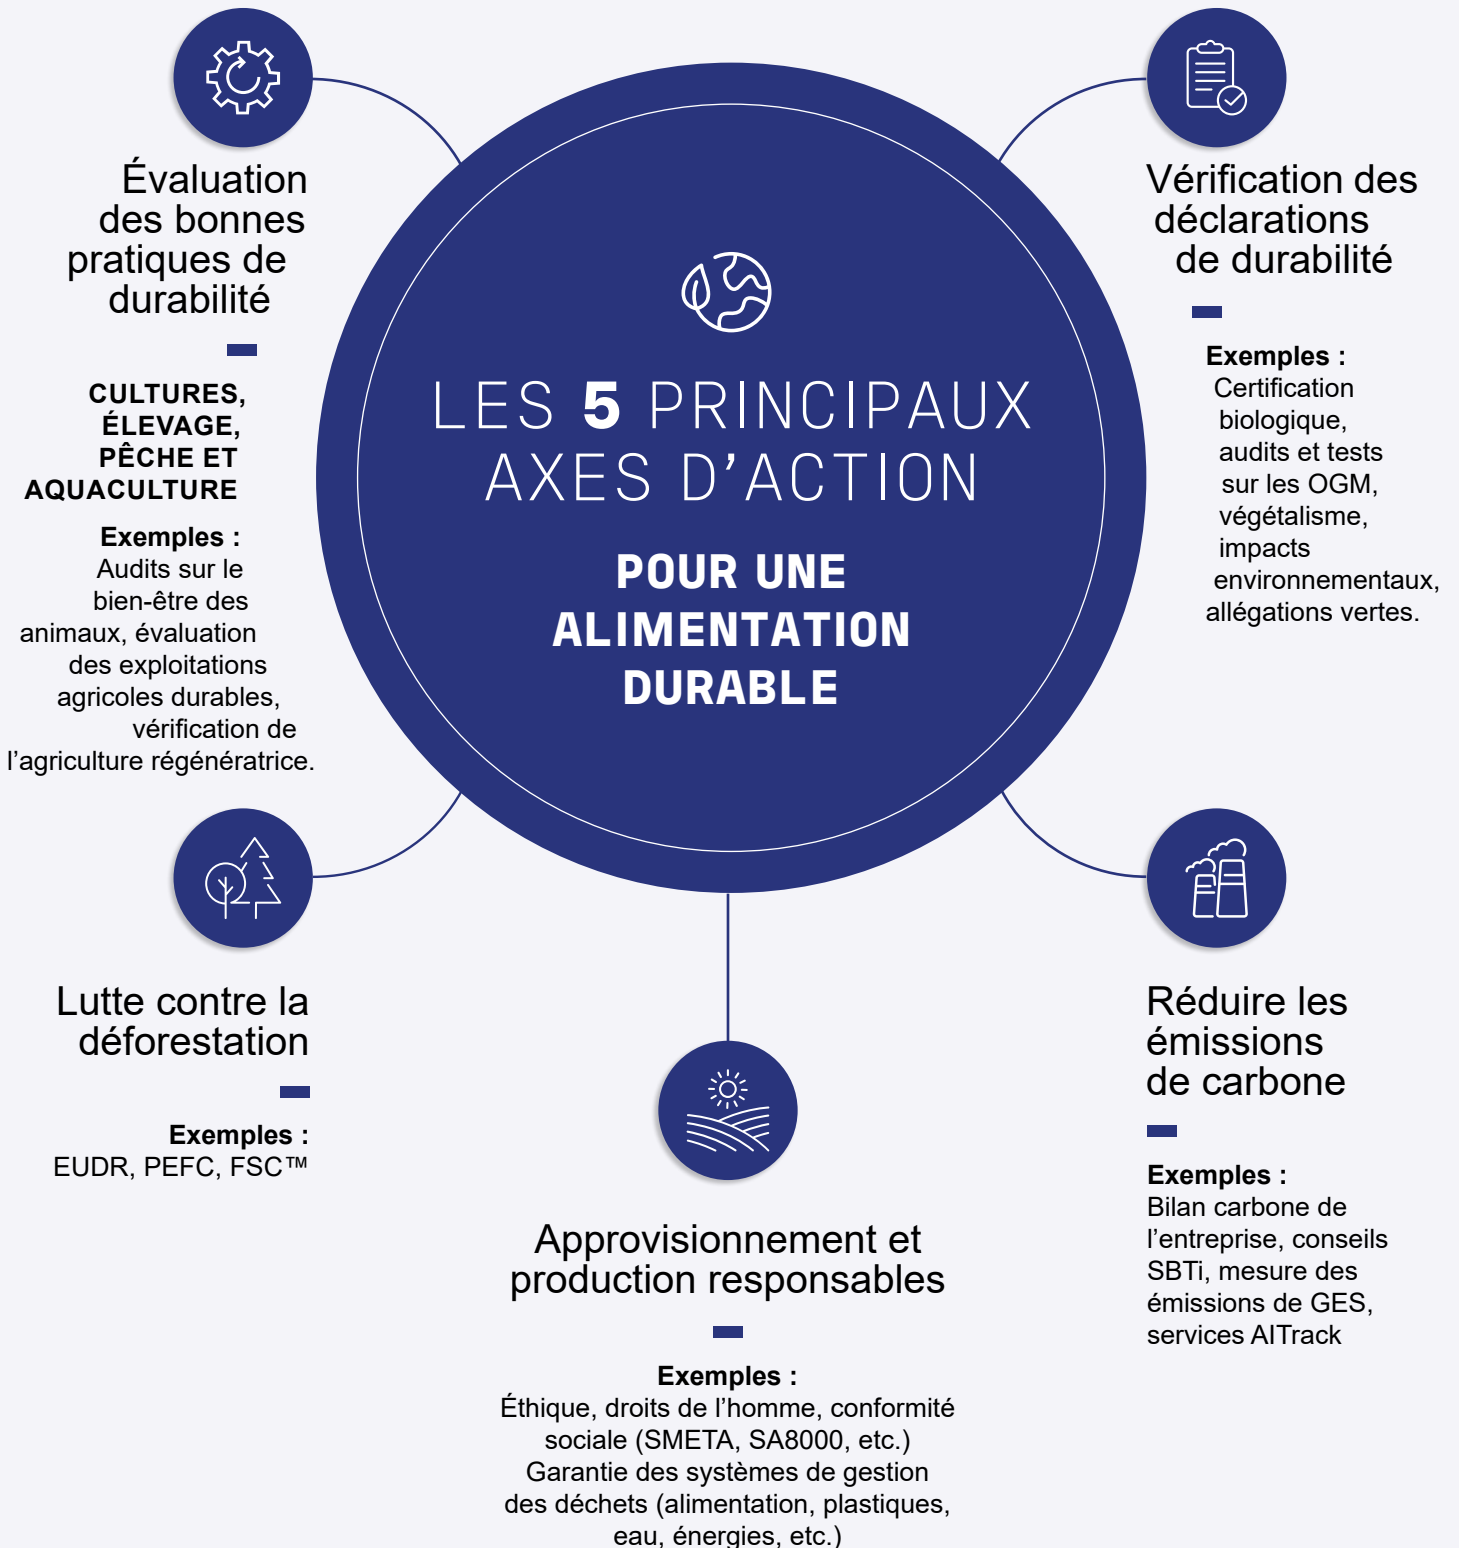 LES 5 PRINCIPAUX
AXES D’ACTION
POUR UNE
ALIMENTATION
DURABLE
Évaluation
des bonnes
pratiques de
durabilité
CULTURES,
ÉLEVAGE,
PÊCHE ET
AQUACULTURE
Exemples :
Audits sur le
bien-être des
animaux, évaluation
des exploitations
agricoles durables,
vérification de
l’agriculture régénératrice.
Vérification des
déclarations
de durabilité
Exemples :
Certification
biologique,
audits et tests
sur les OGM,
végétalisme,
impacts
environnementaux,
allégations vertes.
Lutte contre la
déforestation
Exemples :
EUDR, PEFC, FSC™
Approvisionnement et
production responsables
Exemples :
Éthique, droits de l’homme, conformité
sociale (SMETA, SA8000, etc.)
Garantie des systèmes de gestion
des déchets (alimentation, plastiques,
eau, énergies, etc.)
Réduire les
émissions
de carbone
Exemples :
Bilan carbone de
l’entreprise, conseils
SBTi, mesure des
émissions de GES,
services AITrack